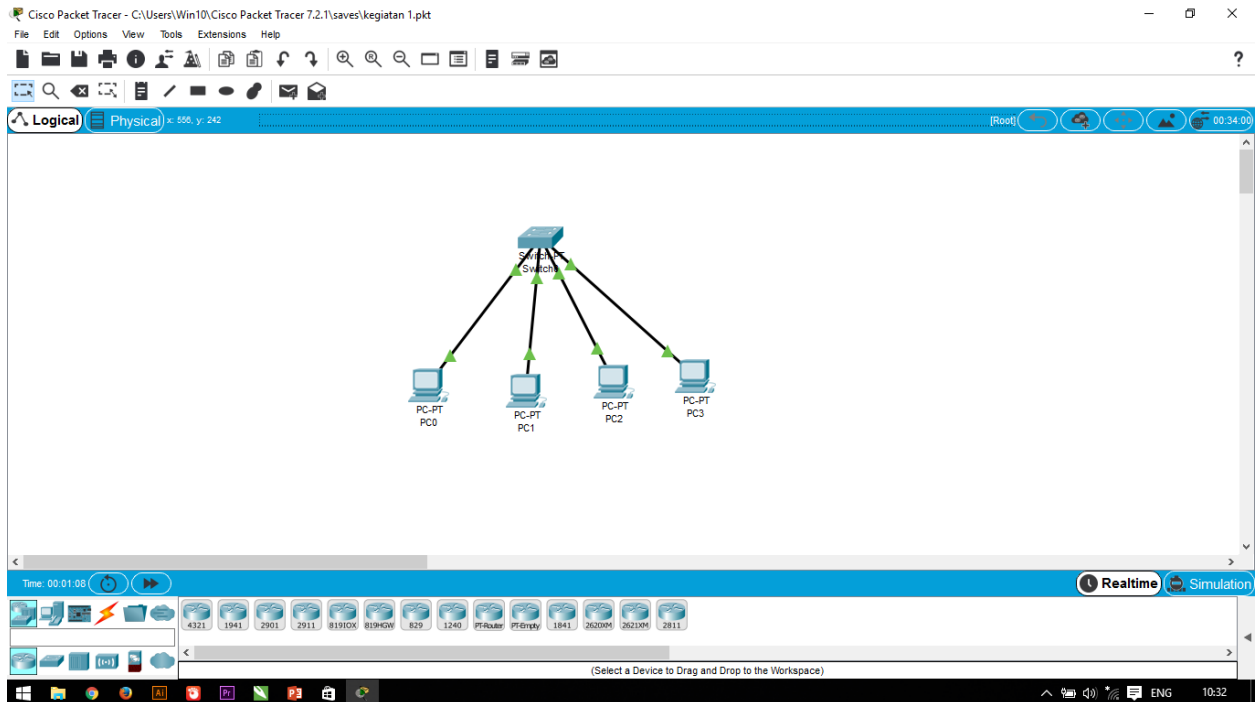 Cisco Packet Tracer - C:\Users\Win10\Cisco Packet Tracer 7.2.1\saves\kegiatan 1.pkt
File Edit Options View Tools Extensions Help
?
Logical Physical x: 556, y: 242 [Root] 00:34:00
Switch-PT
Switch0
PC-PT
PC0
PC-PT
PC1
PC-PT
PC2
PC-PT
PC3
Time: 00:01:08 Realtime Simulation
4321 1941 2901 2911 819IOX 819HGW 829 1240 PT-Router PT-Empty 1841 2620XM 2621XM 2811
(Select a Device to Drag and Drop to the Workspace)
Ai Pr ENG 10:32